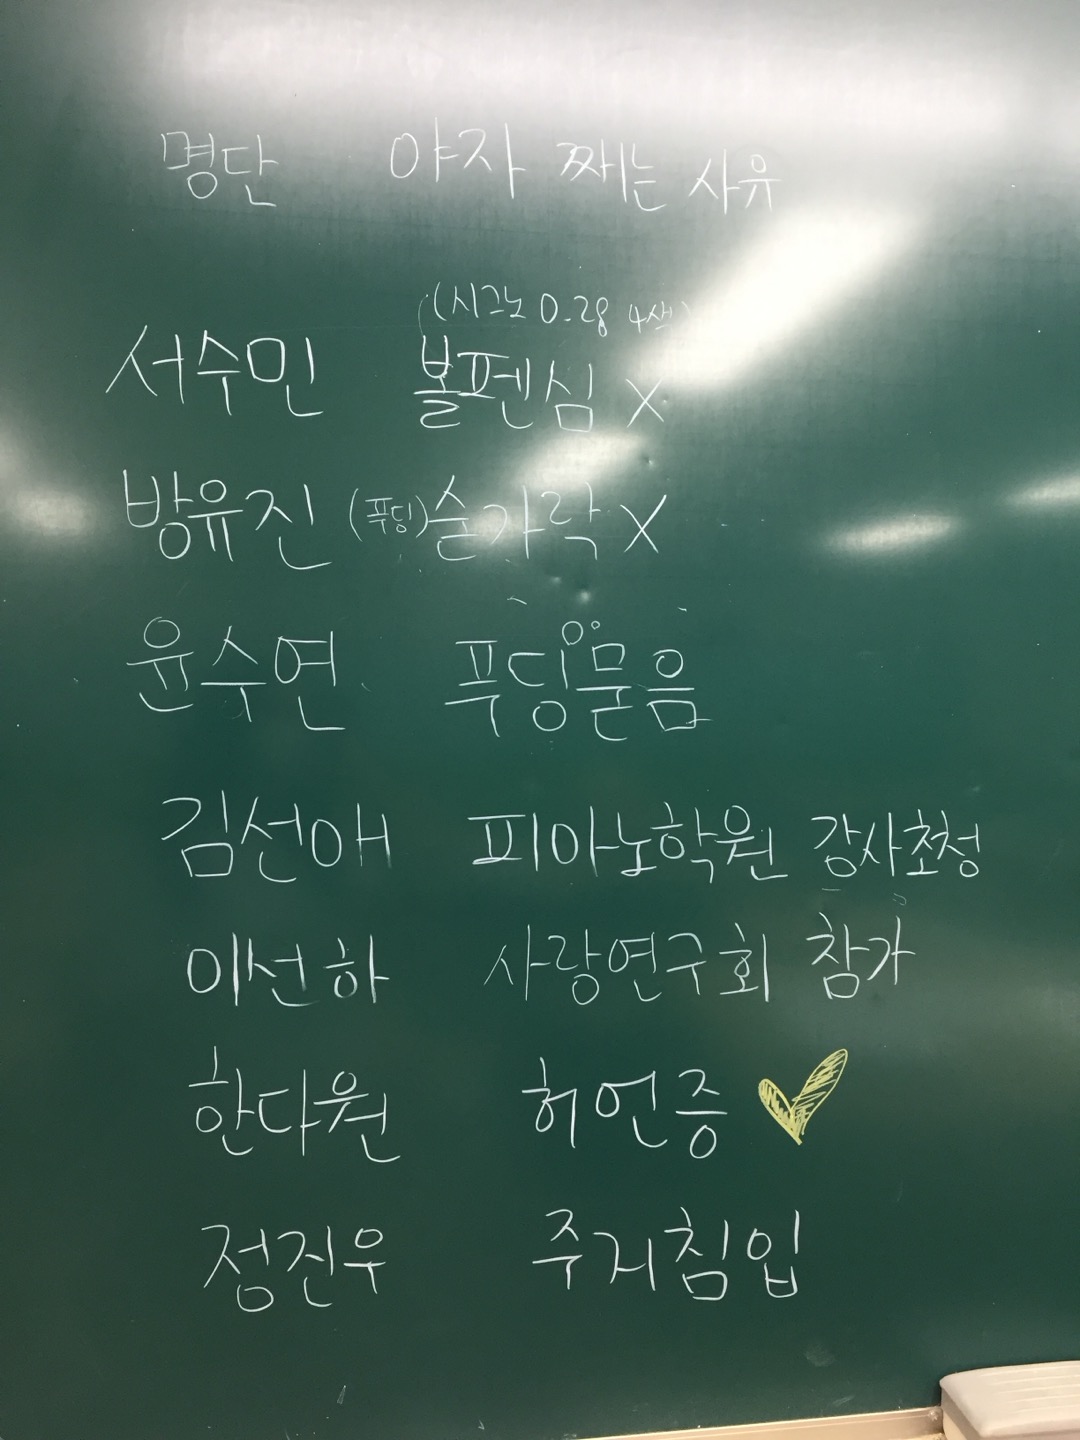 명단 야자 째는 사유
(시그노 0.28 4색)
서수민 볼펜심 X
방유진 (푸딩)숟가락 X
윤수연 푸딩묻음
김선애 피아노학원 강사초청
이선하 사랑연구회 참가
한다원 허언증
정진우 주거침입